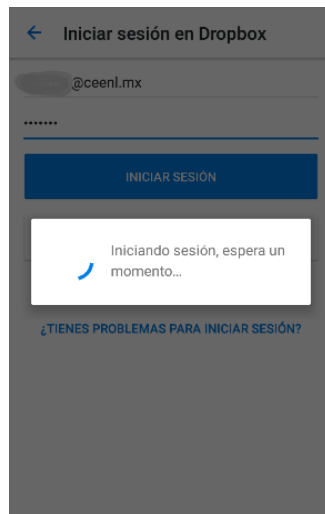 Iniciar sesión en Dropbox
@ceenl.mx
•••••••
INICIAR SESIÓN
Iniciando sesión, espera un
momento…
¿TIENES PROBLEMAS PARA INICIAR SESIÓN?